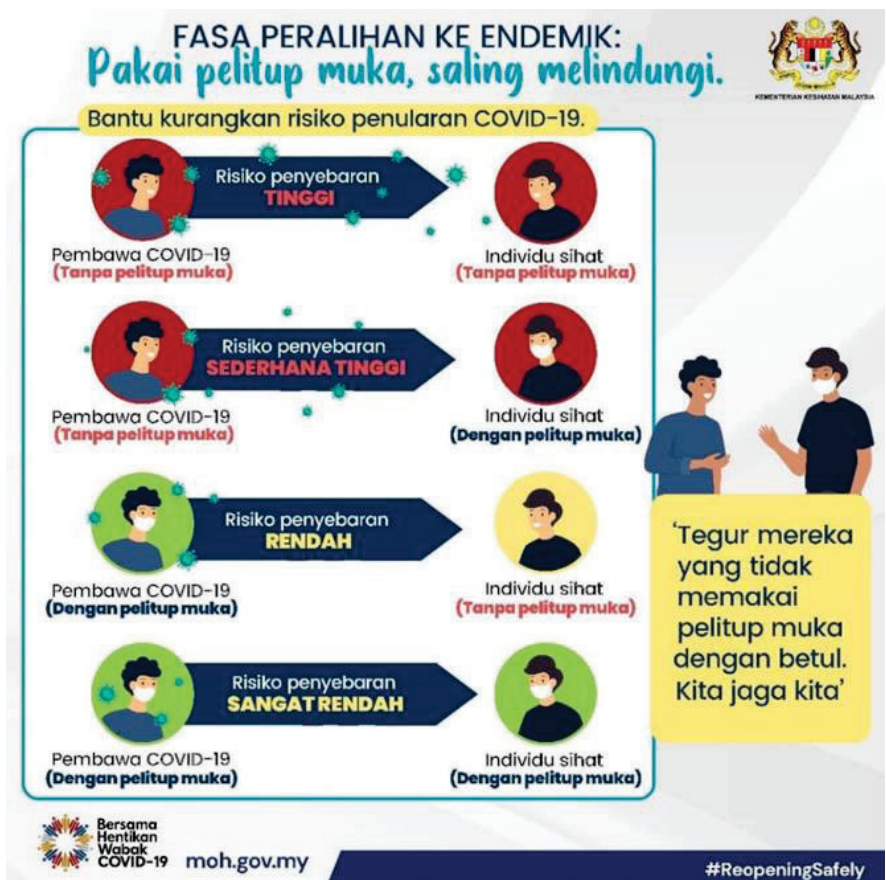 FASA PERALIHAN KE ENDEMIK:
Pakai pelitup muka, saling melindungi.
KEMENTERIAN KESIHATAN MALAYSIA
Bantu kurangkan risiko penularan COVID-19.
Risiko penyebaran
TINGGI
Pembawa COVID-19
(Tanpa pelitup muka)
Individu sihat
(Tanpa pelitup muka)
Risiko penyebaran
SEDERHANA TINGGI
Pembawa COVID-19
(Tanpa pelitup muka)
Individu sihat
(Dengan pelitup muka)
Risiko penyebaran
RENDAH
Pembawa COVID-19
(Dengan pelitup muka)
Individu sihat
(Tanpa pelitup muka)
Risiko penyebaran
SANGAT RENDAH
Pembawa COVID-19
(Dengan pelitup muka)
Individu sihat
(Dengan pelitup muka)
'Tegur mereka
yang tidak
memakai
pelitup muka
dengan betul.
Kita jaga kita'
Bersama
Hentikan
Wabak
COVID-19
moh.gov.my
#ReopeningSafely